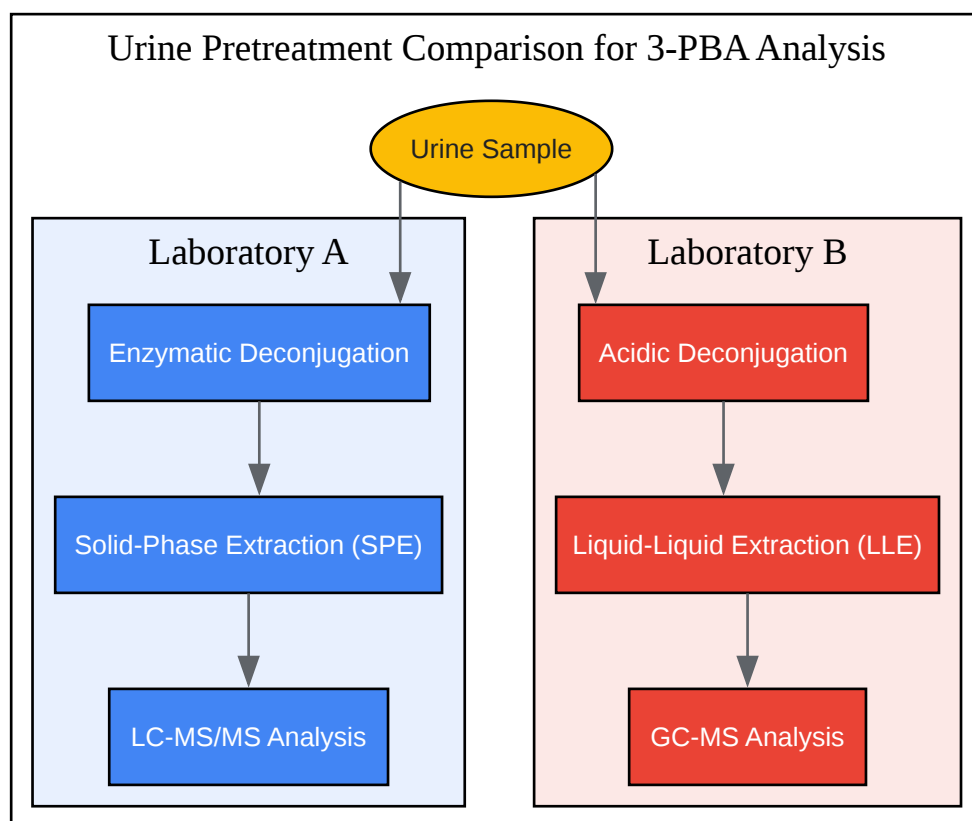 Urine Pretreatment Comparison for 3-PBA Analysis
Urine Sample
Laboratory A
Enzymatic Deconjugation
Solid-Phase Extraction (SPE)
LC-MS/MS Analysis
Laboratory B
Acidic Deconjugation
Liquid-Liquid Extraction (LLE)
GC-MS Analysis